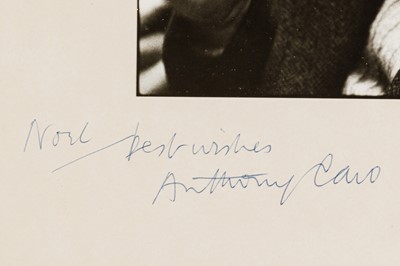 Noel best wishes
Anthony Caro